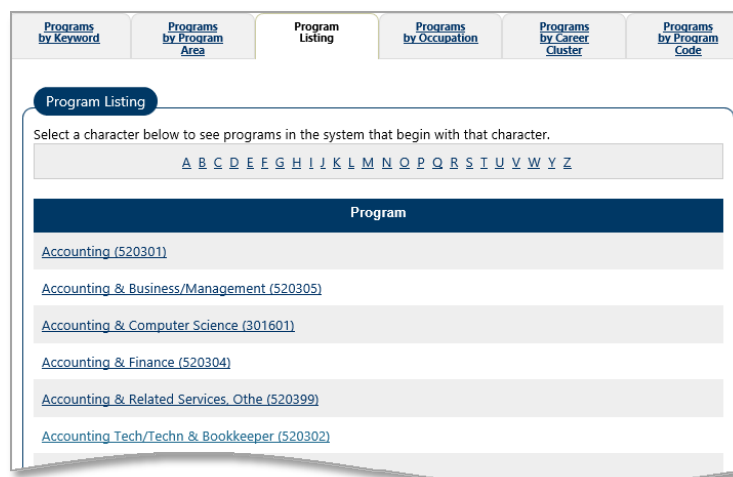 Programs
by Keyword
Programs
by Program
Area
Program
Listing
Programs
by Occupation
Programs
by Career
Cluster
Programs
by Program
Code
Program Listing
Select a character below to see programs in the system that begin with that character.
A B C D E F G H I J K L M N O P Q R S T U V W Y Z
Program
Accounting (520301)
Accounting & Business/Management (520305)
Accounting & Computer Science (301601)
Accounting & Finance (520304)
Accounting & Related Services, Othe (520399)
Accounting Tech/Techn & Bookkeeper (520302)